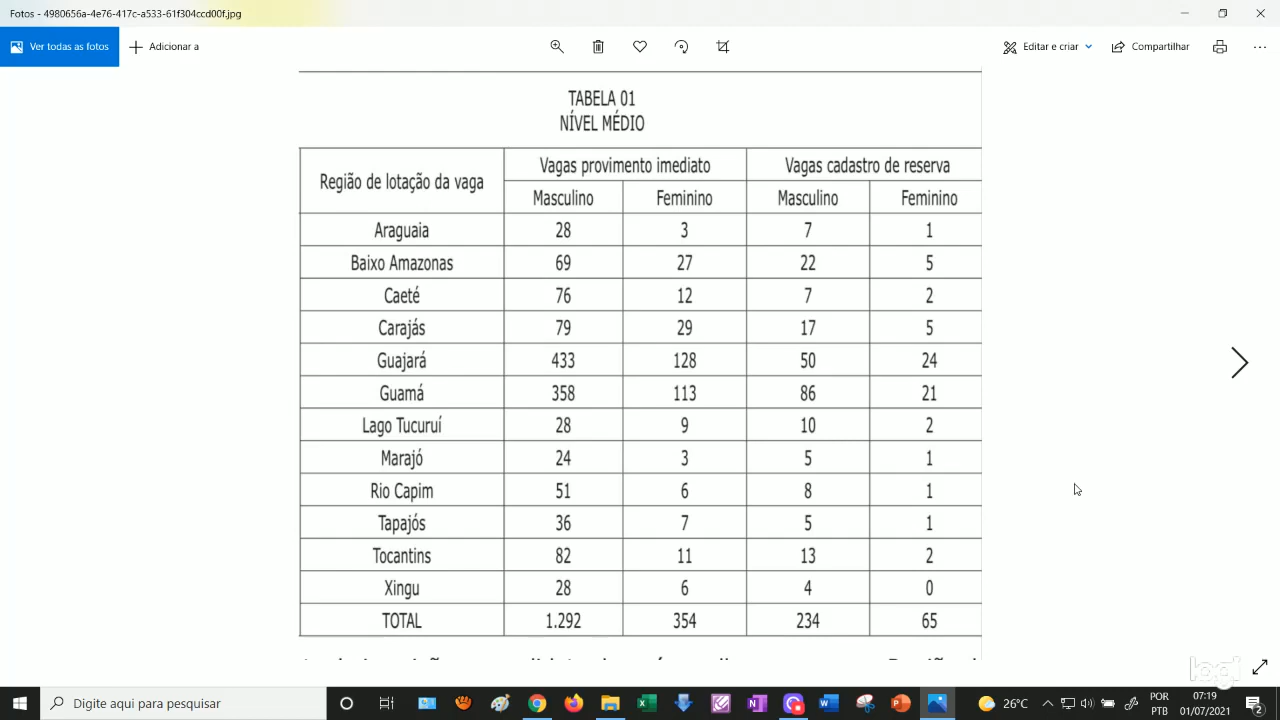 Fotos - 4980656a-4e76-417c-a533-61f304ccd00f.jpg
Ver todas as fotos
Adicionar a
Editar e criar
Compartilhar
TABELA 01
NÍVEL MÉDIO
Região de lotação da vaga Vagas provimento imediato Vagas cadastro de reserva
Masculino Feminino Masculino Feminino
Araguaia 28 3 7 1
Baixo Amazonas 69 27 22 5
Caeté 76 12 7 2
Carajás 79 29 17 5
Guajará 433 128 50 24
Guamá 358 113 86 21
Lago Tucuruí 28 9 10 2
Marajó 24 3 5 1
Rio Capim 51 6 8 1
Tapajós 36 7 5 1
Tocantins 82 11 13 2
Xingu 28 6 4 0
TOTAL 1.292 354 234 65
logi
Digite aqui para pesquisar
26°C
POR
PTB
07:19
01/07/2021
2